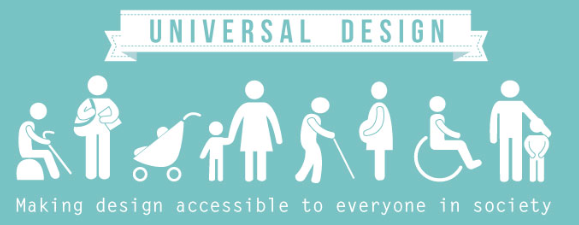 UNIVERSAL DESIGN
Making design accessible to everyone in society